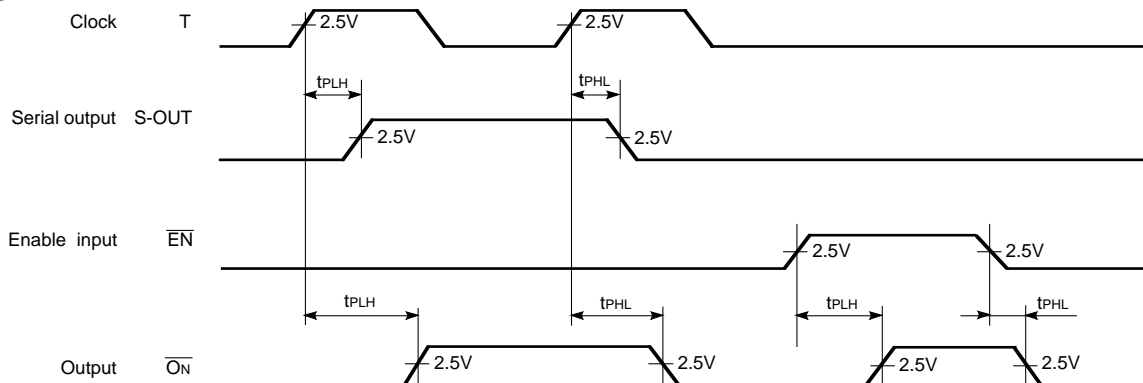 Clock T 2.5V 2.5V
tPLH tPHL
Serial output S-OUT 2.5V 2.5V
Enable input EN 2.5V 2.5V
tPLH tPHL tPLH tPHL
Output ON 2.5V 2.5V 2.5V 2.5V